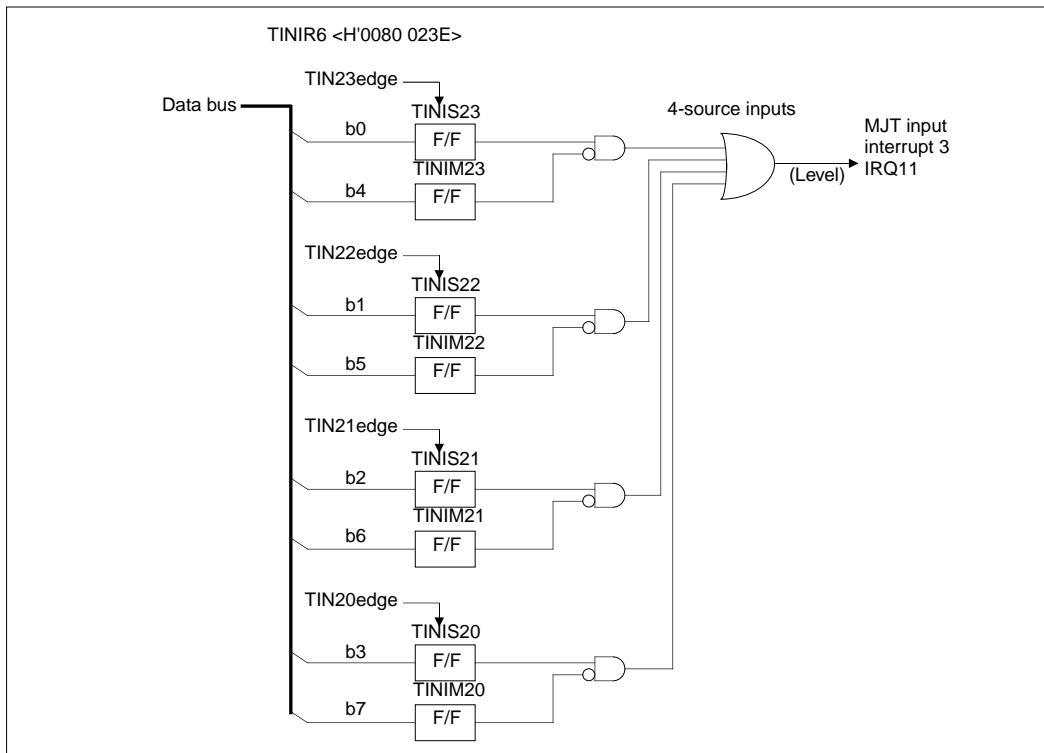 TINIR6 <H'0080 023E>
TIN23edge
Data bus
TINIS23
4-source inputs
b0
F/F
MJT input
interrupt 3
IRQ11
TINIM23
(Level)
b4
F/F
TIN22edge
TINIS22
b1
F/F
TINIM22
b5
F/F
TIN21edge
TINIS21
b2
F/F
TINIM21
b6
F/F
TIN20edge
TINIS20
b3
F/F
TINIM20
b7
F/F